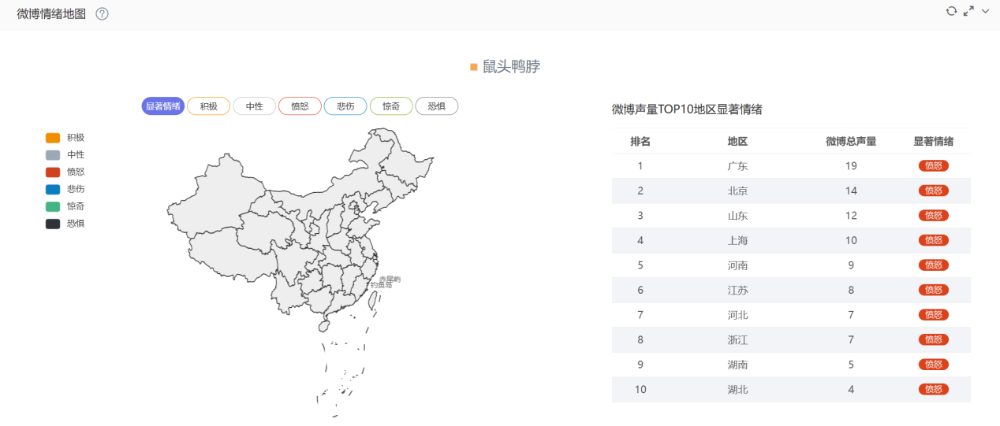 微博情绪地图 ?
鼠头鸭脖
显著情绪 积极 中性 愤怒 悲伤 惊奇 恐惧
积极
中性
愤怒
悲伤
惊奇
恐惧
赤尾屿
钓鱼岛
微博声量TOP10地区显著情绪
排名 地区 微博总声量 显著情绪
1 广东 19 愤怒
2 北京 14 愤怒
3 山东 12 愤怒
4 上海 10 愤怒
5 河南 9 愤怒
6 江苏 8 愤怒
7 河北 7 愤怒
8 浙江 7 愤怒
9 湖南 5 愤怒
10 湖北 4 愤怒